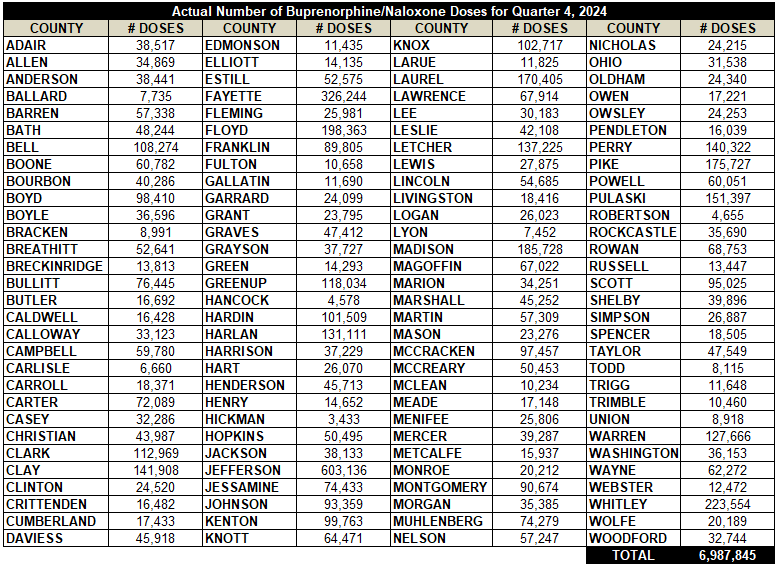 Actual Number of Buprenorphine/Naloxone Doses for Quarter 4, 2024
COUNTY # DOSES COUNTY # DOSES COUNTY # DOSES COUNTY # DOSES
ADAIR 38,517 EDMONSON 11,435 KNOX 102,717 NICHOLAS 24,215
ALLEN 34,869 ELLIOTT 14,135 LARUE 11,825 OHIO 31,538
ANDERSON 38,441 ESTILL 52,575 LAUREL 170,405 OLDHAM 24,340
BALLARD 7,735 FAYETTE 326,244 LAWRENCE 67,914 OWEN 17,221
BARREN 57,338 FLEMING 25,981 LEE 30,183 OWSLEY 24,253
BATH 48,244 FLOYD 198,363 LESLIE 42,108 PENDLETON 16,039
BELL 108,274 FRANKLIN 89,805 LETCHER 137,225 PERRY 140,322
BOONE 60,782 FULTON 10,658 LEWIS 27,875 PIKE 175,727
BOURBON 40,286 GALLATIN 11,690 LINCOLN 54,685 POWELL 60,051
BOYD 98,410 GARRARD 24,099 LIVINGSTON 18,416 PULASKI 151,397
BOYLE 36,596 GRANT 23,795 LOGAN 26,023 ROBERTSON 4,655
BRACKEN 8,991 GRAVES 47,412 LYON 7,452 ROCKCASTLE 35,690
BREATHITT 52,641 GRAYSON 37,727 MADISON 185,728 ROWAN 68,753
BRECKINRIDGE 13,813 GREEN 14,293 MAGOFFIN 67,022 RUSSELL 13,447
BULLITT 76,445 GREENUP 118,034 MARION 34,251 SCOTT 95,025
BUTLER 16,692 HANCOCK 4,578 MARSHALL 45,252 SHELBY 39,896
CALDWELL 16,428 HARDIN 101,509 MARTIN 57,309 SIMPSON 26,887
CALLOWAY 33,123 HARLAN 131,111 MASON 23,276 SPENCER 18,505
CAMPBELL 59,780 HARRISON 37,229 MCCRACKEN 97,457 TAYLOR 47,549
CARLISLE 6,660 HART 26,070 MCCREARY 50,453 TODD 8,115
CARROLL 18,371 HENDERSON 45,713 MCLEAN 10,234 TRIGG 11,648
CARTER 72,089 HENRY 14,652 MEADE 17,148 TRIMBLE 10,460
CASEY 32,286 HICKMAN 3,433 MENIFEE 25,806 UNION 8,918
CHRISTIAN 43,987 HOPKINS 50,495 MERCER 39,287 WARREN 127,666
CLARK 112,969 JACKSON 38,133 METCALFE 15,937 WASHINGTON 36,153
CLAY 141,908 JEFFERSON 603,136 MONROE 20,212 WAYNE 62,272
CLINTON 24,520 JESSAMINE 74,433 MONTGOMERY 90,674 WEBSTER 12,472
CRITTENDEN 16,482 JOHNSON 93,359 MORGAN 35,385 WHITLEY 223,554
CUMBERLAND 17,433 KENTON 99,763 MUHLENBERG 74,279 WOLFE 20,189
DAVIESS 45,918 KNOTT 64,471 NELSON 57,247 WOODFORD 32,744
TOTAL 6,987,845